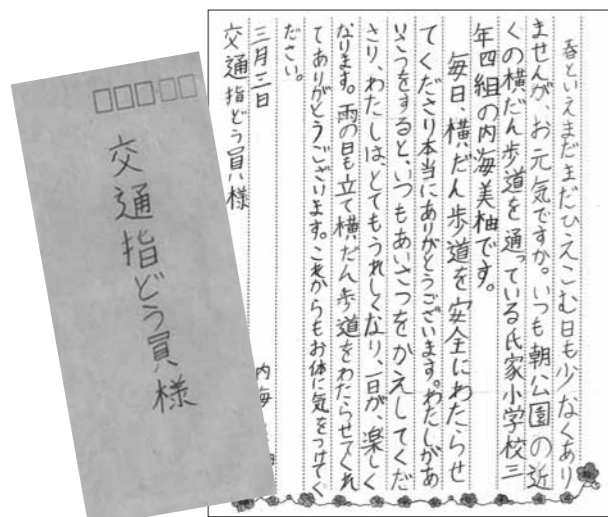 春といえまだまだひえこむ日も少なくあり
ませんが、お元気ですか。いつも朝公園の近
くの横だん歩道を通っている氏家小学校三
年四組の内海美柚です。
毎日、横だん歩道を安全にわたらせ
てくださり本当にありがとうございます。わたしがあ
いさつをすると、いつもあいさつをかえしてくだ
さり、わたしは、とてもうれしくなり、一日が、楽しく
なります。雨の日も立て横だん歩道をわたらせてくれ
てありがとうございます。これからもお体に気をつけてく
ださい。
三月三日　内海
交通指どう員様
交通指どう員様